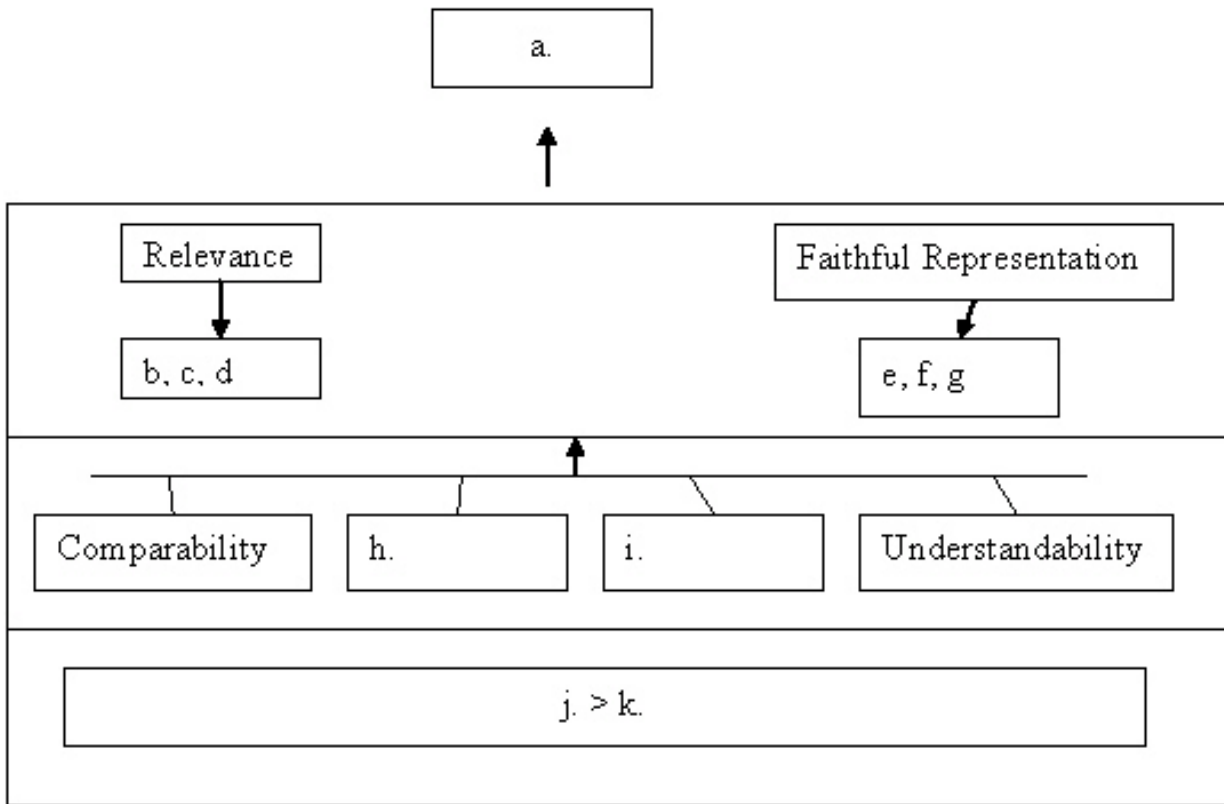 a.
Relevance
Faithful Representation
b, c, d
e, f, g
Comparability
h.
i.
Understandability
j. > k.